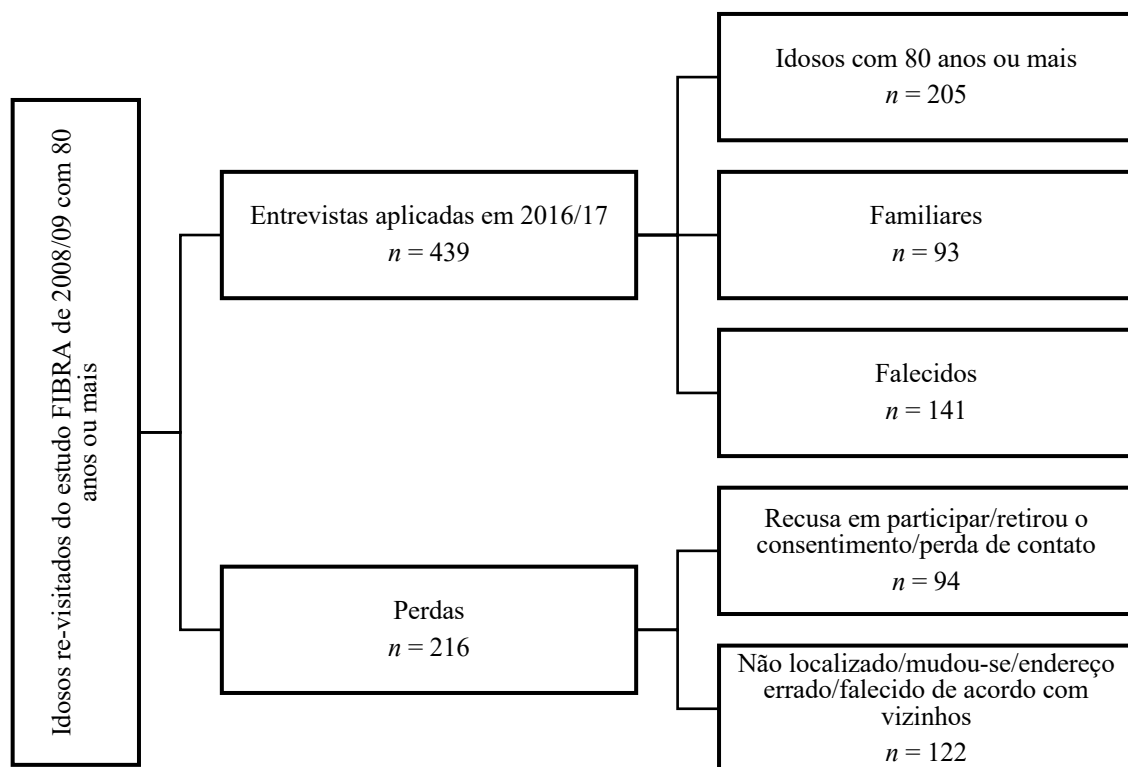 Idosos re-visitados do estudo FIBRA de 2008/09 com 80
anos ou mais
Entrevistas aplicadas em 2016/17
n = 439
Idosos com 80 anos ou mais
n = 205
Familiares
n = 93
Falecidos
n = 141
Perdas
n = 216
Recusa em participar/retirou o
consentimento/perda de contato
n = 94
Não localizado/mudou-se/endereço
errado/falecido de acordo com
vizinhos
n = 122